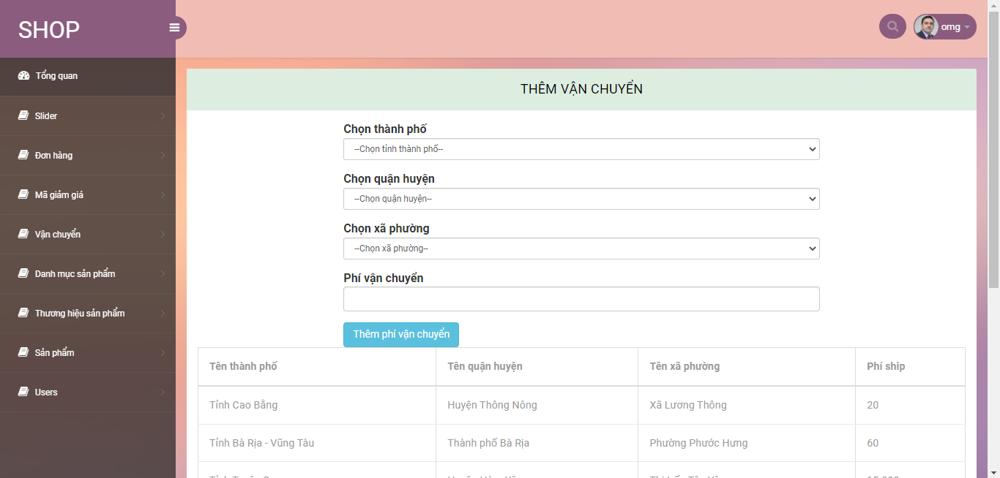 SHOP
omg
Tổng quan
Slider
Đơn hàng
Mã giảm giá
Vận chuyển
Danh mục sản phẩm
Thương hiệu sản phẩm
Sản phẩm
Users
THÊM VẬN CHUYỂN
Chọn thành phố
--Chọn tỉnh thành phố--
Chọn quận huyện
--Chọn quận huyện--
Chọn xã phường
--Chọn xã phường--
Phí vận chuyển
Thêm phí vận chuyển
Tên thành phố Tên quận huyện Tên xã phường Phí ship
Tỉnh Cao Bằng Huyện Thông Nông Xã Lương Thông 20
Tỉnh Bà Rịa - Vũng Tàu Thành phố Bà Rịa Phường Phước Hưng 60